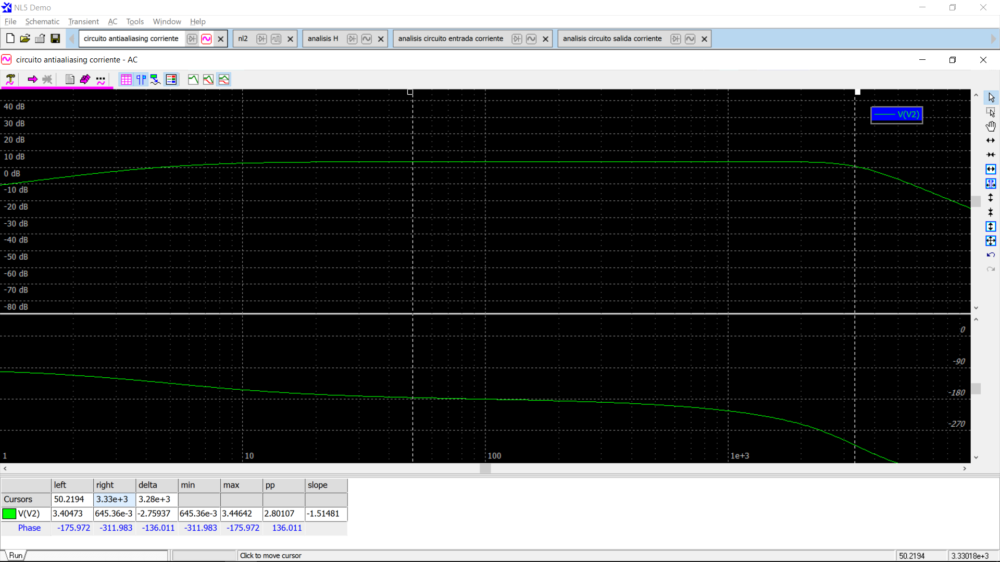 NL5 Demo
File Schematic Transient AC Tools Window Help
circuito antiaaliasing corriente nl2 analisis H analisis circuito entrada corriente analisis circuito salida corriente
circuito antiaaliasing corriente - AC
V(V2)
40 dB
30 dB
20 dB
10 dB
0 dB
-10 dB
-20 dB
-30 dB
-40 dB
-50 dB
-60 dB
-70 dB
-80 dB
0
-90
-180
-270
1 10 100 1e+3
left right delta min max pp slope
Cursors 50.2194 3.33e+3 3.28e+3
V(V2) 3.40473 645.36e-3 -2.75937 645.36e-3 3.44642 2.80107 -1.51481
Phase -175.972 -311.983 -136.011 -311.983 -175.972 136.011
Run Click to move cursor 50.2194 3.33018e+3